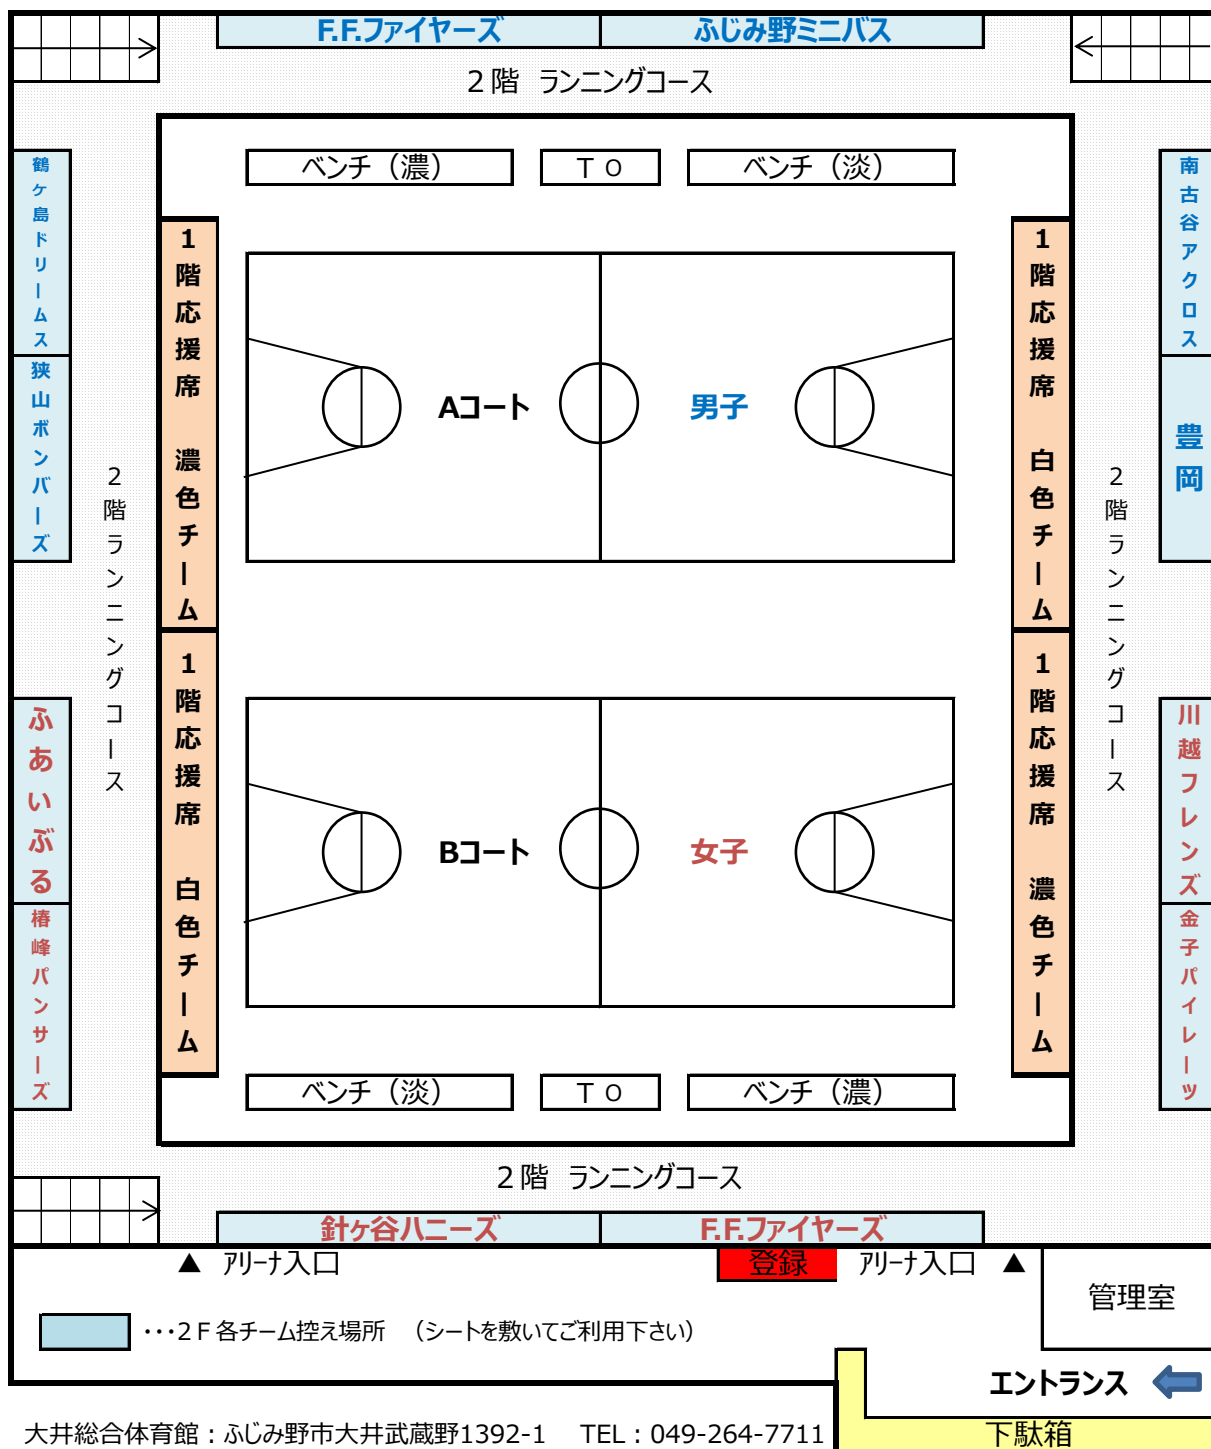 F.F.ファイヤーズ
ふじみ野ミニバス
2階 ランニングコース
鶴ヶ島ドリームス
狭山ボンバーズ
2階ランニングコース
ベンチ（濃）
TO
ベンチ（淡）
1階応援席 濃色チーム
Aコート
男子
1階応援席 白色チーム
2階ランニングコース
南古谷アクロス
豊岡
ふあいぶる
椿峰パンサーズ
1階応援席 白色チーム
Bコート
女子
1階応援席 濃色チーム
川越フレンズ
金子パイレーツ
ベンチ（淡）
TO
ベンチ（濃）
2階 ランニングコース
針ヶ谷ハニーズ
F.F.ファイヤーズ
▲ アリーナ入口
登録
アリーナ入口 ▲
管理室
･･･2F各チーム控え場所 （シートを敷いてご利用下さい）
エントランス
下駄箱
大井総合体育館：ふじみ野市大井武蔵野1392-1 TEL：049-264-7711